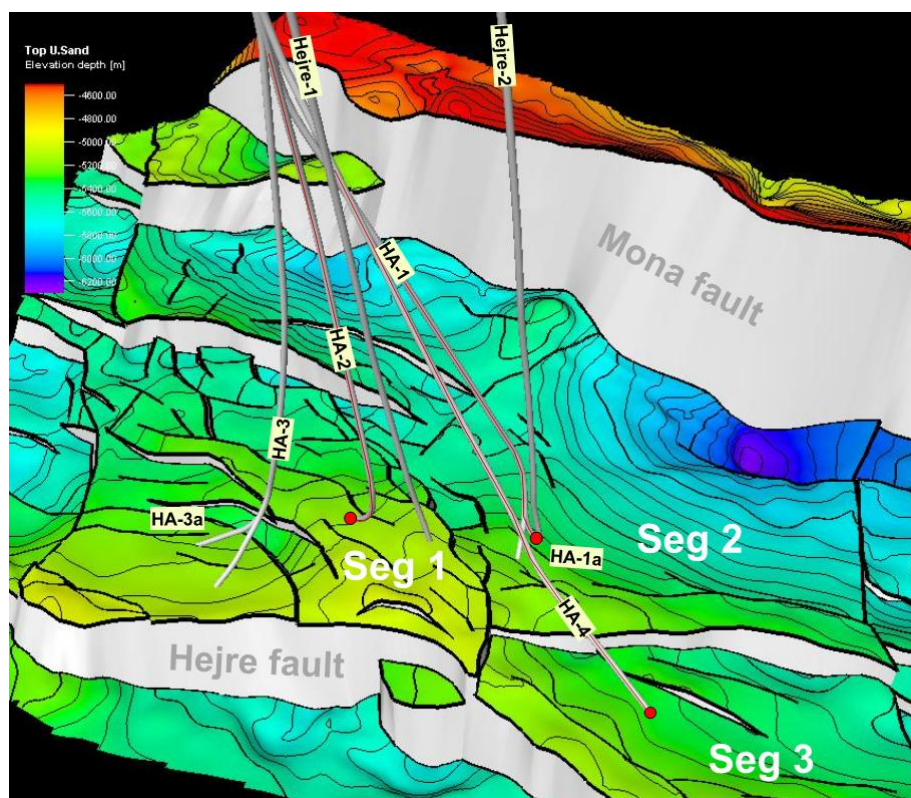 Top U.Sand
Elevation depth [m]
-4600.00
-4800.00
-5000.00
-5200.00
-5400.00
-5600.00
-5800.00
-6000.00
-6200.00
Hejre-1
Hejre-2
Mona fault
HA-1
HA-2
HA-3
HA-3a
Seg 1
Seg 2
HA-1a
HA-4
Hejre fault
Seg 3